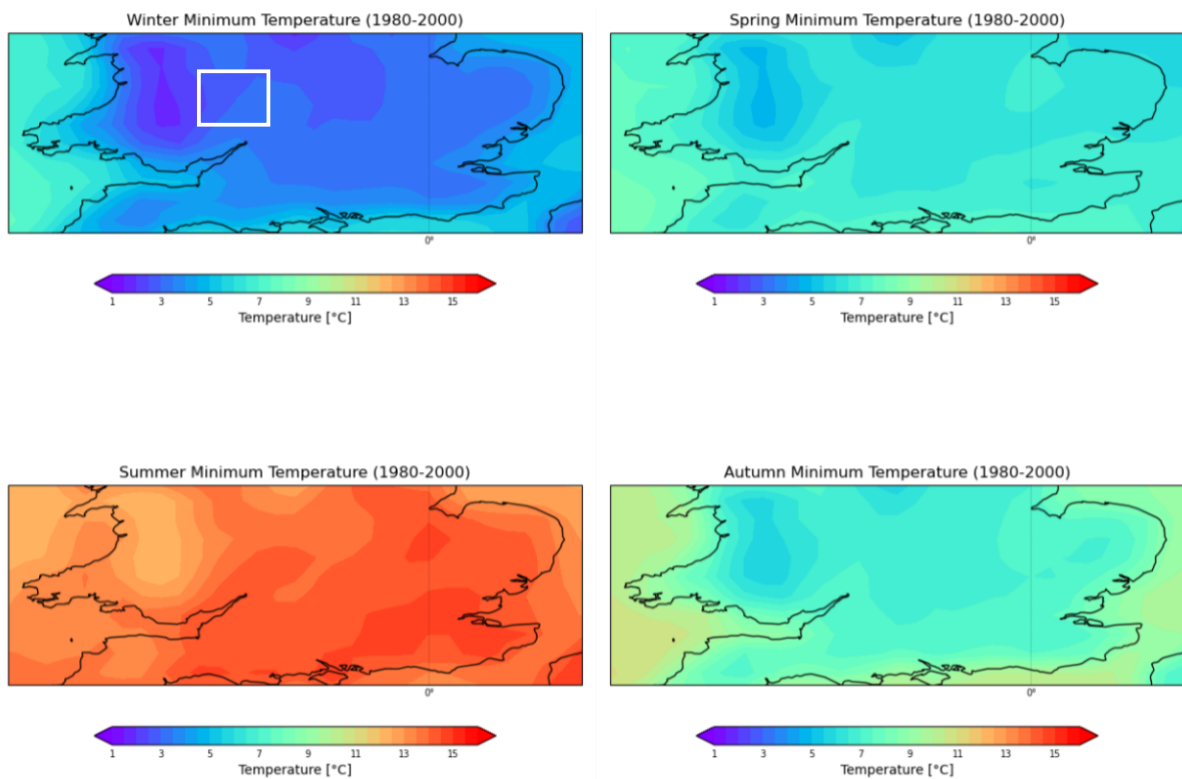 Winter Minimum Temperature (1980-2000)
0°
1 3 5 7 9 11 13 15
Temperature [°C]
Spring Minimum Temperature (1980-2000)
0°
1 3 5 7 9 11 13 15
Temperature [°C]
Summer Minimum Temperature (1980-2000)
0°
1 3 5 7 9 11 13 15
Temperature [°C]
Autumn Minimum Temperature (1980-2000)
0°
1 3 5 7 9 11 13 15
Temperature [°C]